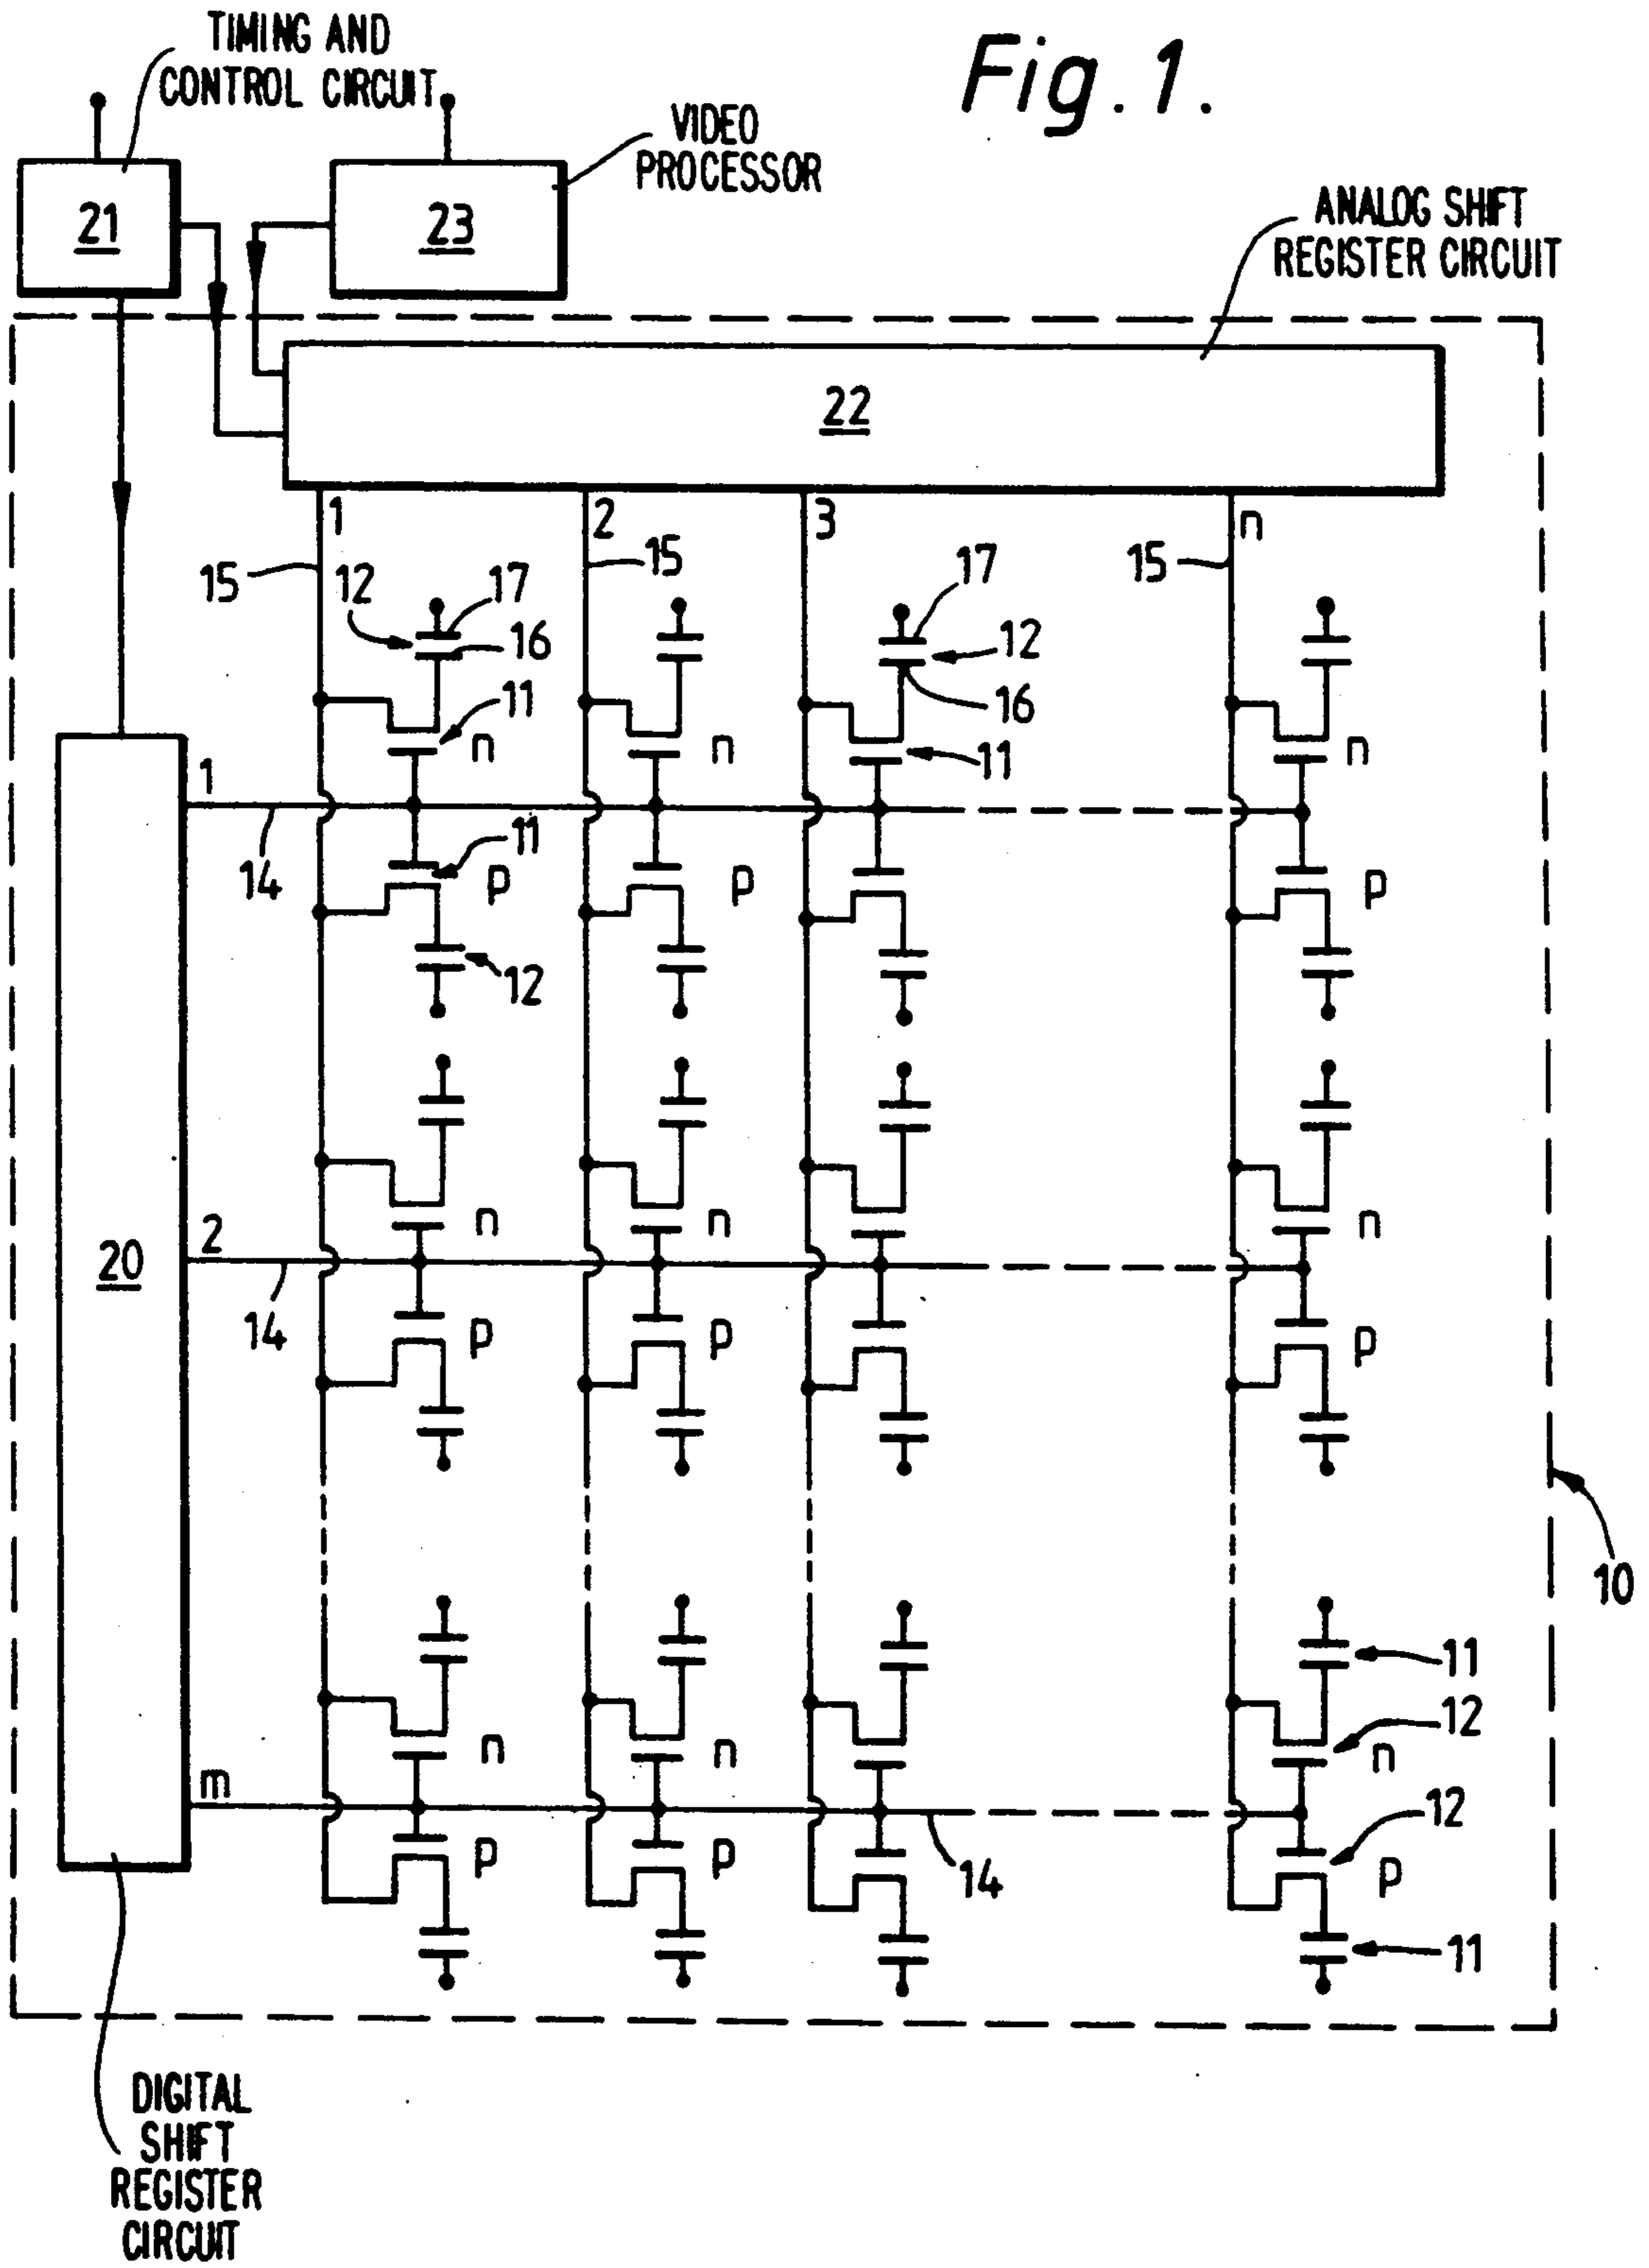 Fig. 1.
TIMING AND
CONTROL CIRCUIT
VIDEO
PROCESSOR
21
23
ANALOG SHIFT
REGISTER CIRCUIT
22
1
2
3
n
15
12
17
16
15
17
12
16
15
11
n
n
11
n
1
14
11
p
p
p
12
2
n
n
n
20
14
p
p
p
10
11
12
n
n
n
m
12
p
p
14
p
11
DIGITAL
SHIFT
REGISTER
CIRCUIT